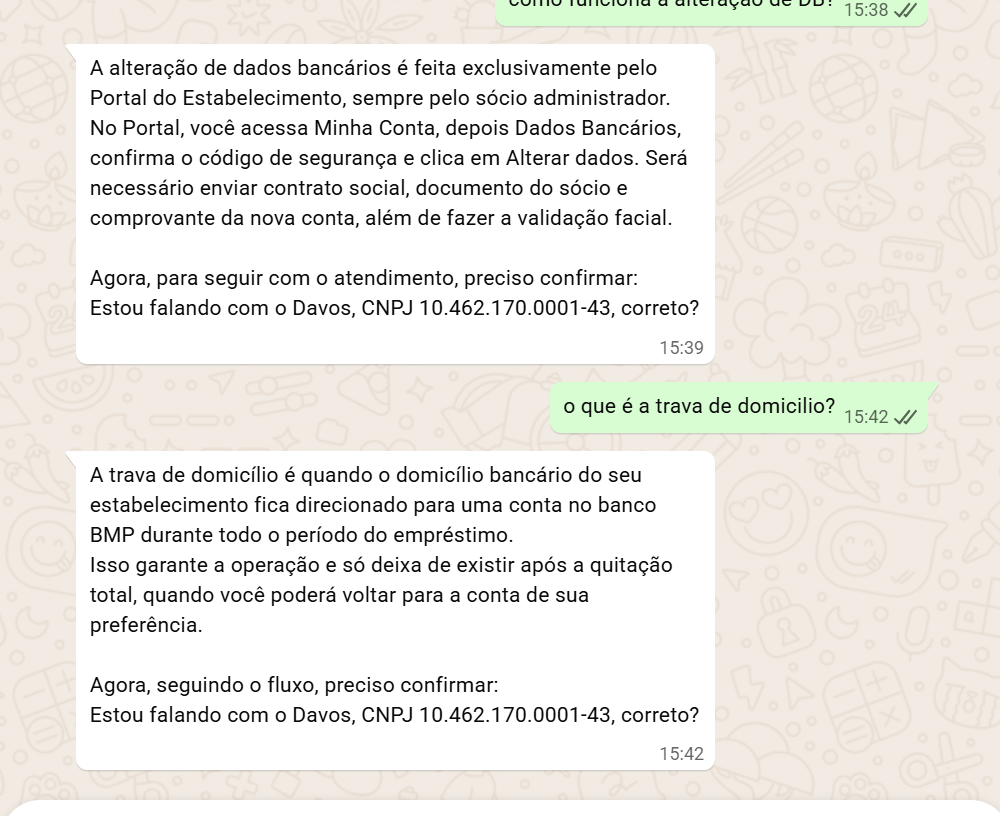 como funciona a alteração de DB?
15:38
A alteração de dados bancários é feita exclusivamente pelo
Portal do Estabelecimento, sempre pelo sócio administrador.
No Portal, você acessa Minha Conta, depois Dados Bancários,
confirma o código de segurança e clica em Alterar dados. Será
necessário enviar contrato social, documento do sócio e
comprovante da nova conta, além de fazer a validação facial.
Agora, para seguir com o atendimento, preciso confirmar:
Estou falando com o Davos, CNPJ 10.462.170.0001-43, correto?
15:39
o que é a trava de domicilio?
15:42
A trava de domicílio é quando o domicílio bancário do seu
estabelecimento fica direcionado para uma conta no banco
BMP durante todo o período do empréstimo.
Isso garante a operação e só deixa de existir após a quitação
total, quando você poderá voltar para a conta de sua
preferência.
Agora, seguindo o fluxo, preciso confirmar:
Estou falando com o Davos, CNPJ 10.462.170.0001-43, correto?
15:42